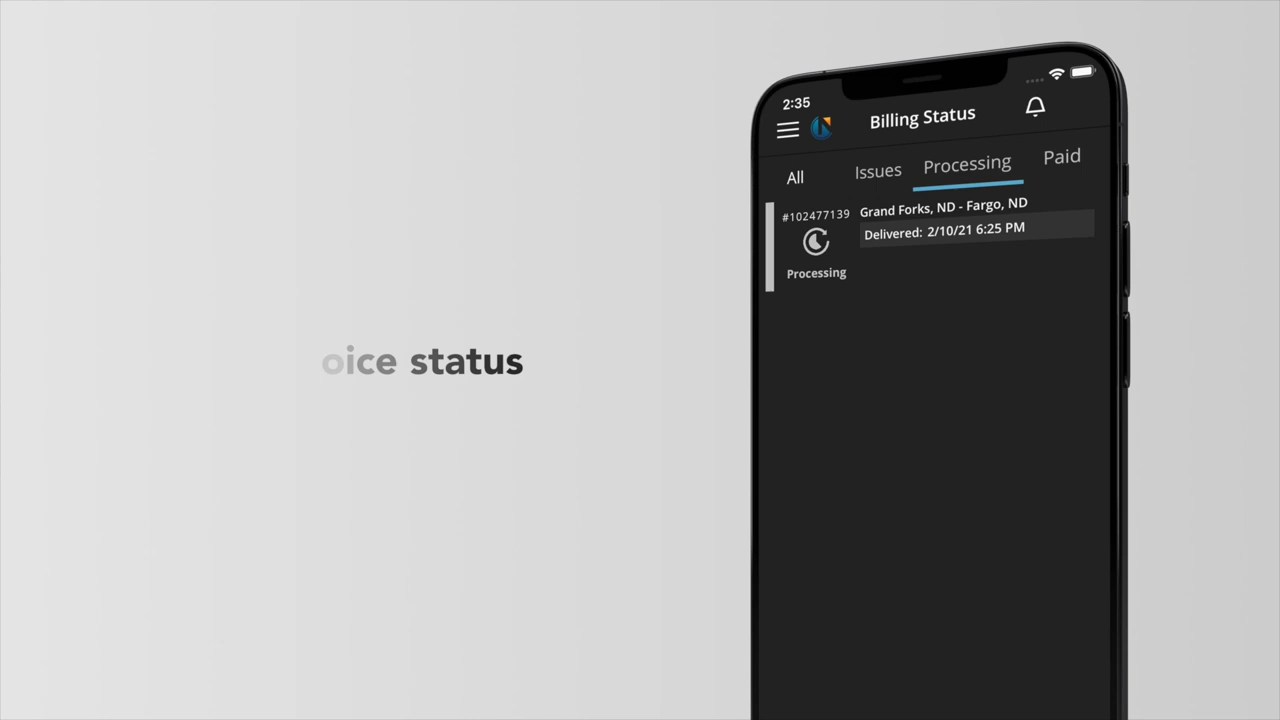 oice status
2:35
Billing Status
All Issues Processing Paid
#102477139
Grand Forks, ND - Fargo, ND
Delivered: 2/10/21 6:25 PM
Processing